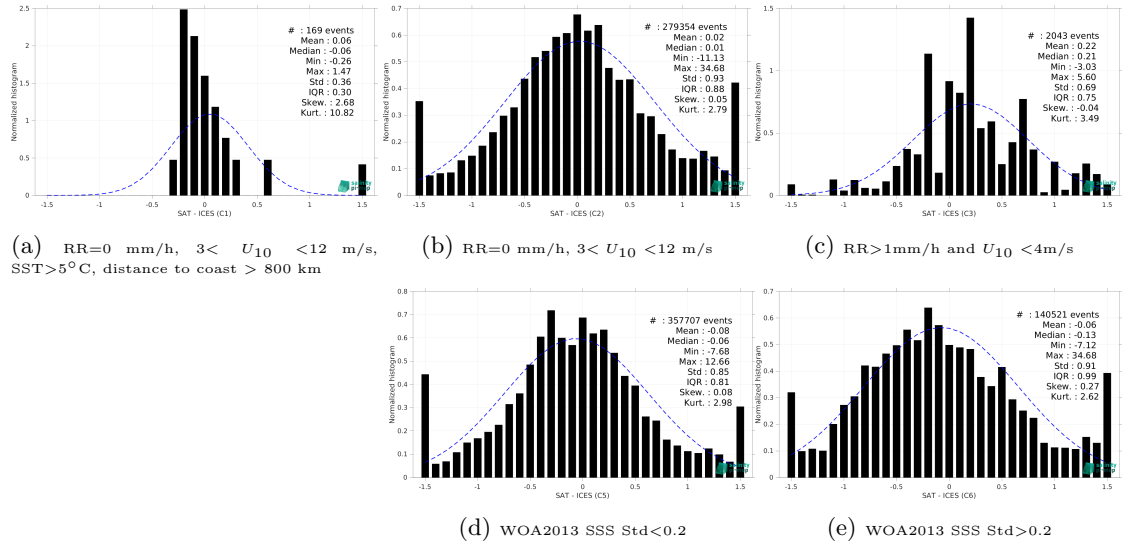 2.5
2
1.5
1
0.5
0
Normalized histogram
-1.5 -1 -0.5 0 0.5 1 1.5
SAT - ICES (C1)
# : 169 events
Mean : 0.06
Median : -0.06
Min : -0.26
Max : 1.47
Std : 0.36
IQR : 0.30
Skew. : 2.68
Kurt. : 10.82
(a) RR=0 mm/h, 3< U10 <12 m/s,
SST>5°C, distance to coast > 800 km
0.7
0.6
0.5
0.4
0.3
0.2
0.1
0
Normalized histogram
-1.5 -1 -0.5 0 0.5 1 1.5
SAT - ICES (C2)
# : 279354 events
Mean : 0.02
Median : 0.01
Min : -11.13
Max : 34.68
Std : 0.93
IQR : 0.88
Skew. : 0.05
Kurt. : 2.79
(b) RR=0 mm/h, 3< U10 <12 m/s
1.5
1
0.5
0
Normalized histogram
-1.5 -1 -0.5 0 0.5 1 1.5
SAT - ICES (C3)
# : 2043 events
Mean : 0.22
Median : 0.21
Min : -3.03
Max : 5.60
Std : 0.69
IQR : 0.75
Skew. : -0.04
Kurt. : 3.49
(c) RR>1mm/h and U10 <4m/s
0.8
0.7
0.6
0.5
0.4
0.3
0.2
0.1
0
Normalized histogram
-1.5 -1 -0.5 0 0.5 1 1.5
SAT - ICES (C5)
# : 357707 events
Mean : -0.08
Median : -0.06
Min : -7.68
Max : 12.66
Std : 0.85
IQR : 0.81
Skew. : 0.08
Kurt. : 2.98
(d) WOA2013 SSS Std<0.2
0.7
0.6
0.5
0.4
0.3
0.2
0.1
0
Normalized histogram
-1.5 -1 -0.5 0 0.5 1 1.5
SAT - ICES (C6)
# : 140521 events
Mean : -0.06
Median : -0.13
Min : -7.12
Max : 34.68
Std : 0.91
IQR : 0.99
Skew. : 0.27
Kurt. : 2.62
(e) WOA2013 SSS Std>0.2